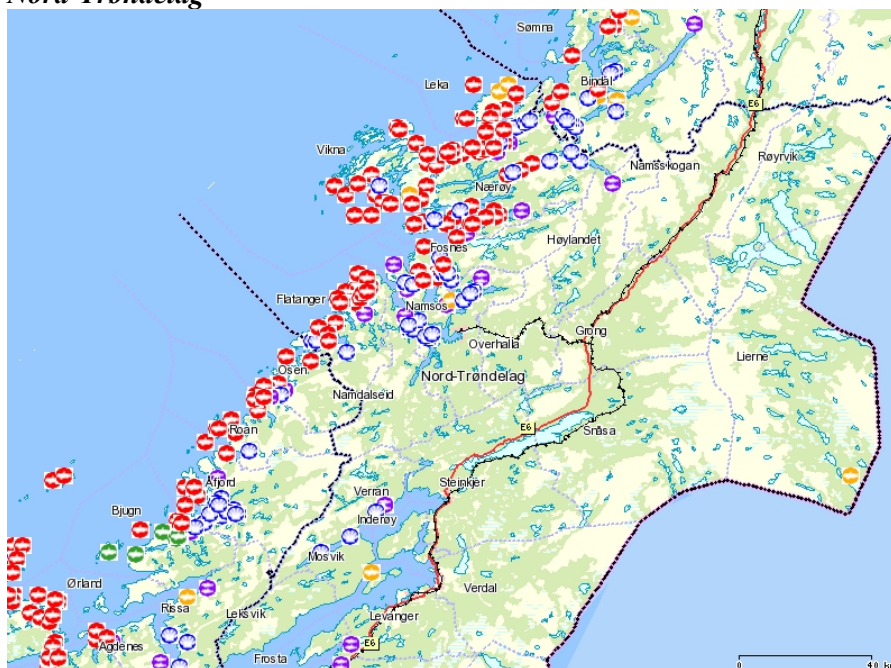 Nord-Trøndelag
Sømna
Leka
Bindal
E6
Vikna
Namsskogan
Røyrvik
Nærøy
Høylandet
Fosnes
Flatanger
Namsos
Grong
Overhalla
Lierne
Osen
Nord-Trøndelag
Namdalseid
E6
Snåsa
Roan
Steinkjer
Åfjord
Verran
Bjugn
Inderøy
Mosvik
Ørland
Verdal
Rissa
Leksvik
Levanger
Agdenes
E6
Frosta
0